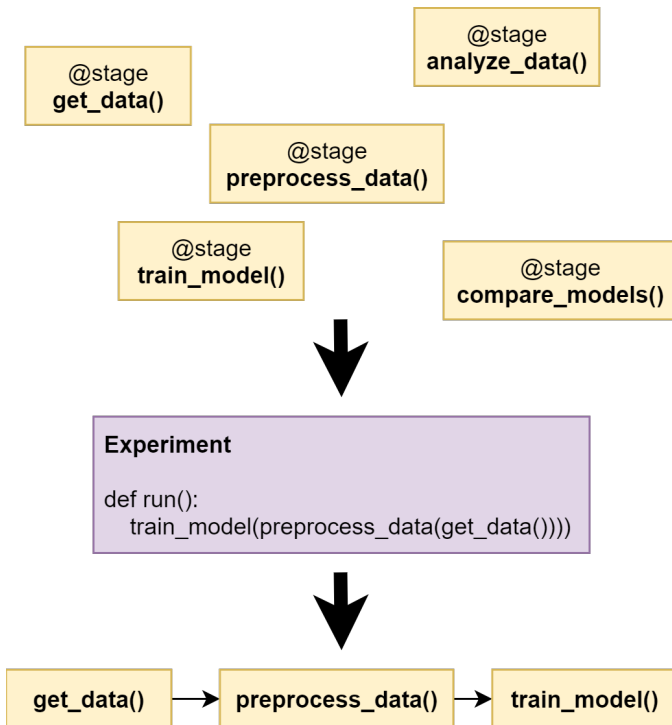 @stage
analyze_data()
@stage
get_data()
@stage
preprocess_data()
@stage
train_model()
@stage
compare_models()
Experiment
def run():
train_model(preprocess_data(get_data())))
get_data()
preprocess_data()
train_model()